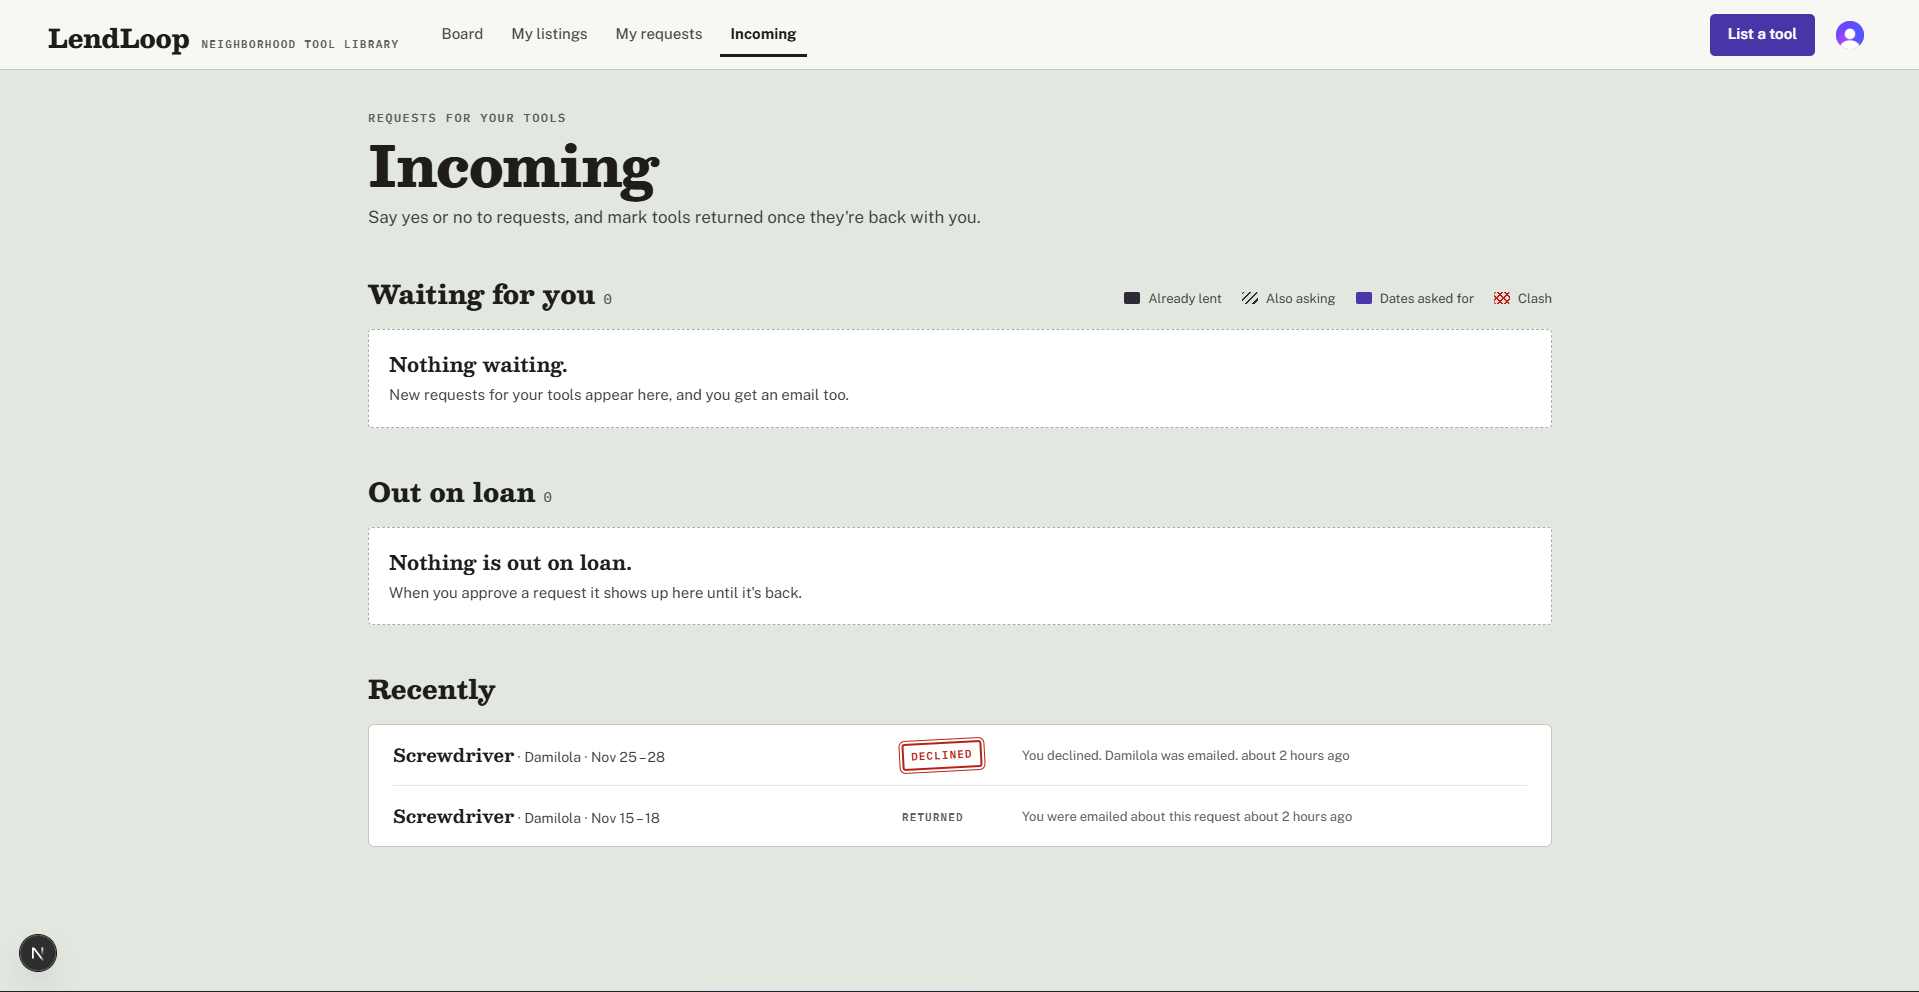 LendLoop NEIGHBORHOOD TOOL LIBRARY Board My listings My requests Incoming List a tool
REQUESTS FOR YOUR TOOLS
Incoming
Say yes or no to requests, and mark tools returned once they're back with you.
Waiting for you 0 Already lent Also asking Dates asked for Clash
Nothing waiting.
New requests for your tools appear here, and you get an email too.
Out on loan 0
Nothing is out on loan.
When you approve a request it shows up here until it's back.
Recently
Screwdriver · Damilola · Nov 25–28 DECLINED You declined. Damilola was emailed. about 2 hours ago
Screwdriver · Damilola · Nov 15–18 RETURNED You were emailed about this request about 2 hours ago
N